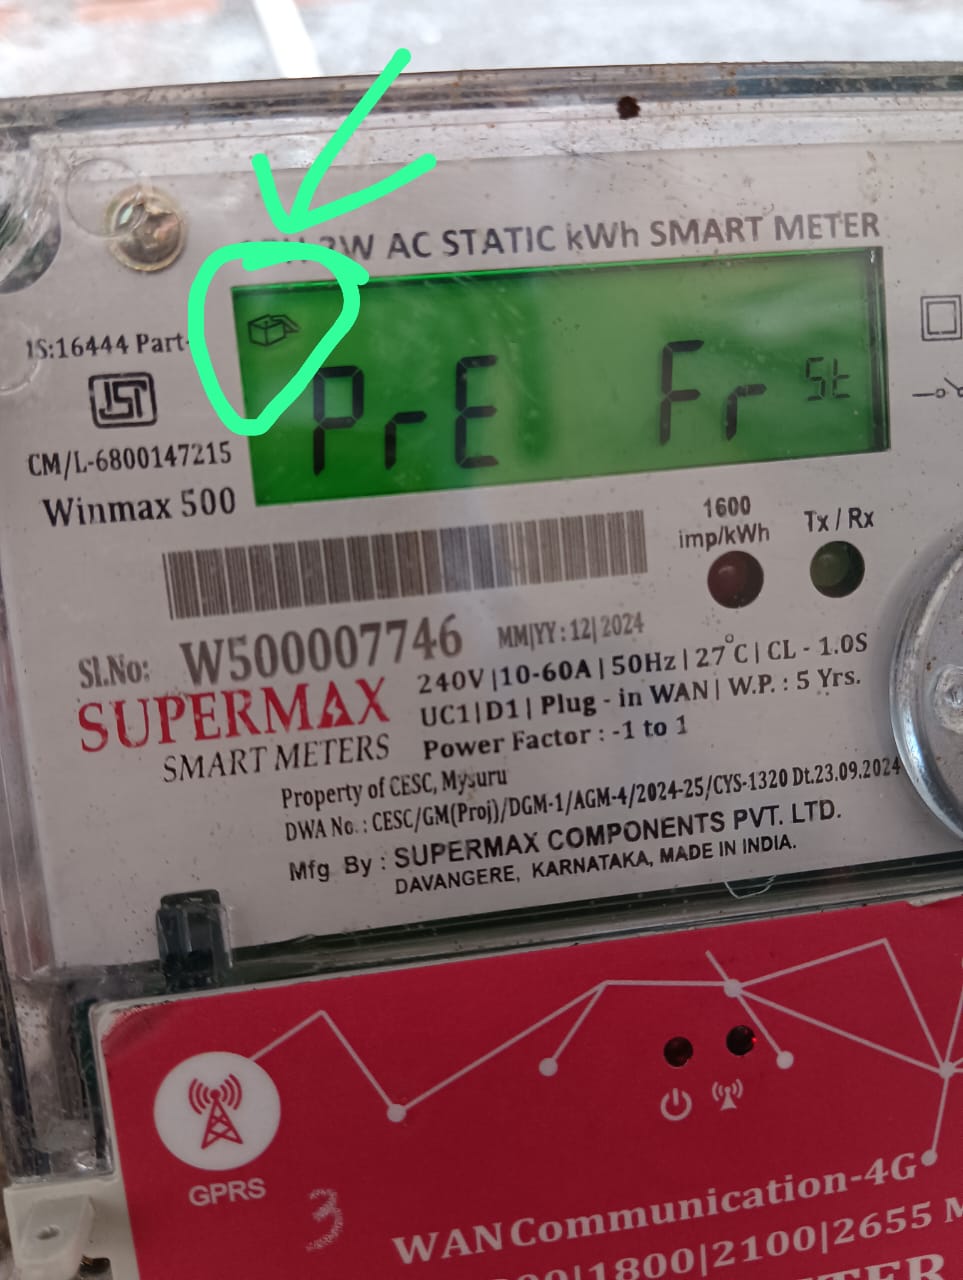 W AC STATIC kWh SMART METER
IS:16444 Part-
ISI
CM/L-6800147215
Winmax 500
PrE Fr St
1600
imp/kWh
Tx / Rx
Sl.No: W500007746 MM|YY : 12| 2024
SUPERMAX
SMART METERS
240V |10-60A | 50Hz | 27°C | CL - 1.0S
UC1|D1| Plug - in WAN | W.P. : 5 Yrs.
Power Factor : -1 to 1
Property of CESC, Mysuru
DWA No. : CESC/GM(Proj)/DGM-1/AGM-4/2024-25/CYS-1320 Dt.23.09.2024
Mfg By : SUPERMAX COMPONENTS PVT. LTD.
DAVANGERE, KARNATAKA, MADE IN INDIA.
GPRS
3
WAN Communication-4G
|1800|2100|2655